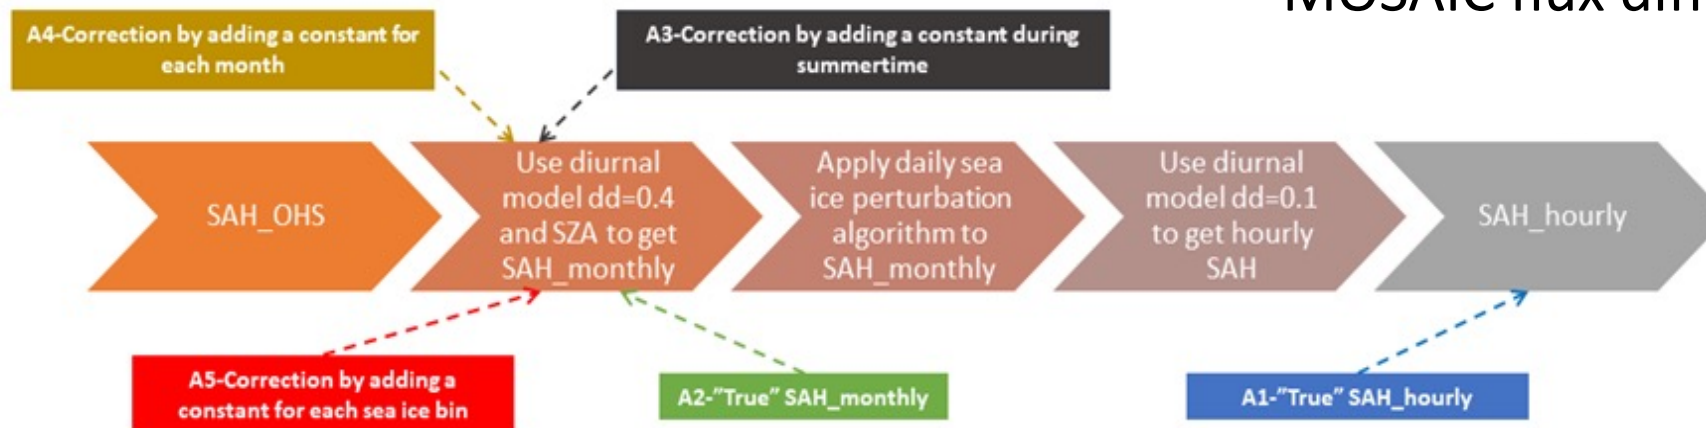 MOSAiC flux
A4-Correction by adding a constant for
each month
A3-Correction by adding a constant during
summertime
SAH_OHS
Use diurnal
model dd=0.4
and SZA to get
SAH_monthly
Apply daily sea
ice perturbation
algorithm to
SAH_monthly
Use diurnal
model dd=0.1
to get hourly
SAH
SAH_hourly
A5-Correction by adding a
constant for each sea ice bin
A2-”True” SAH_monthly
A1-”True” SAH_hourly